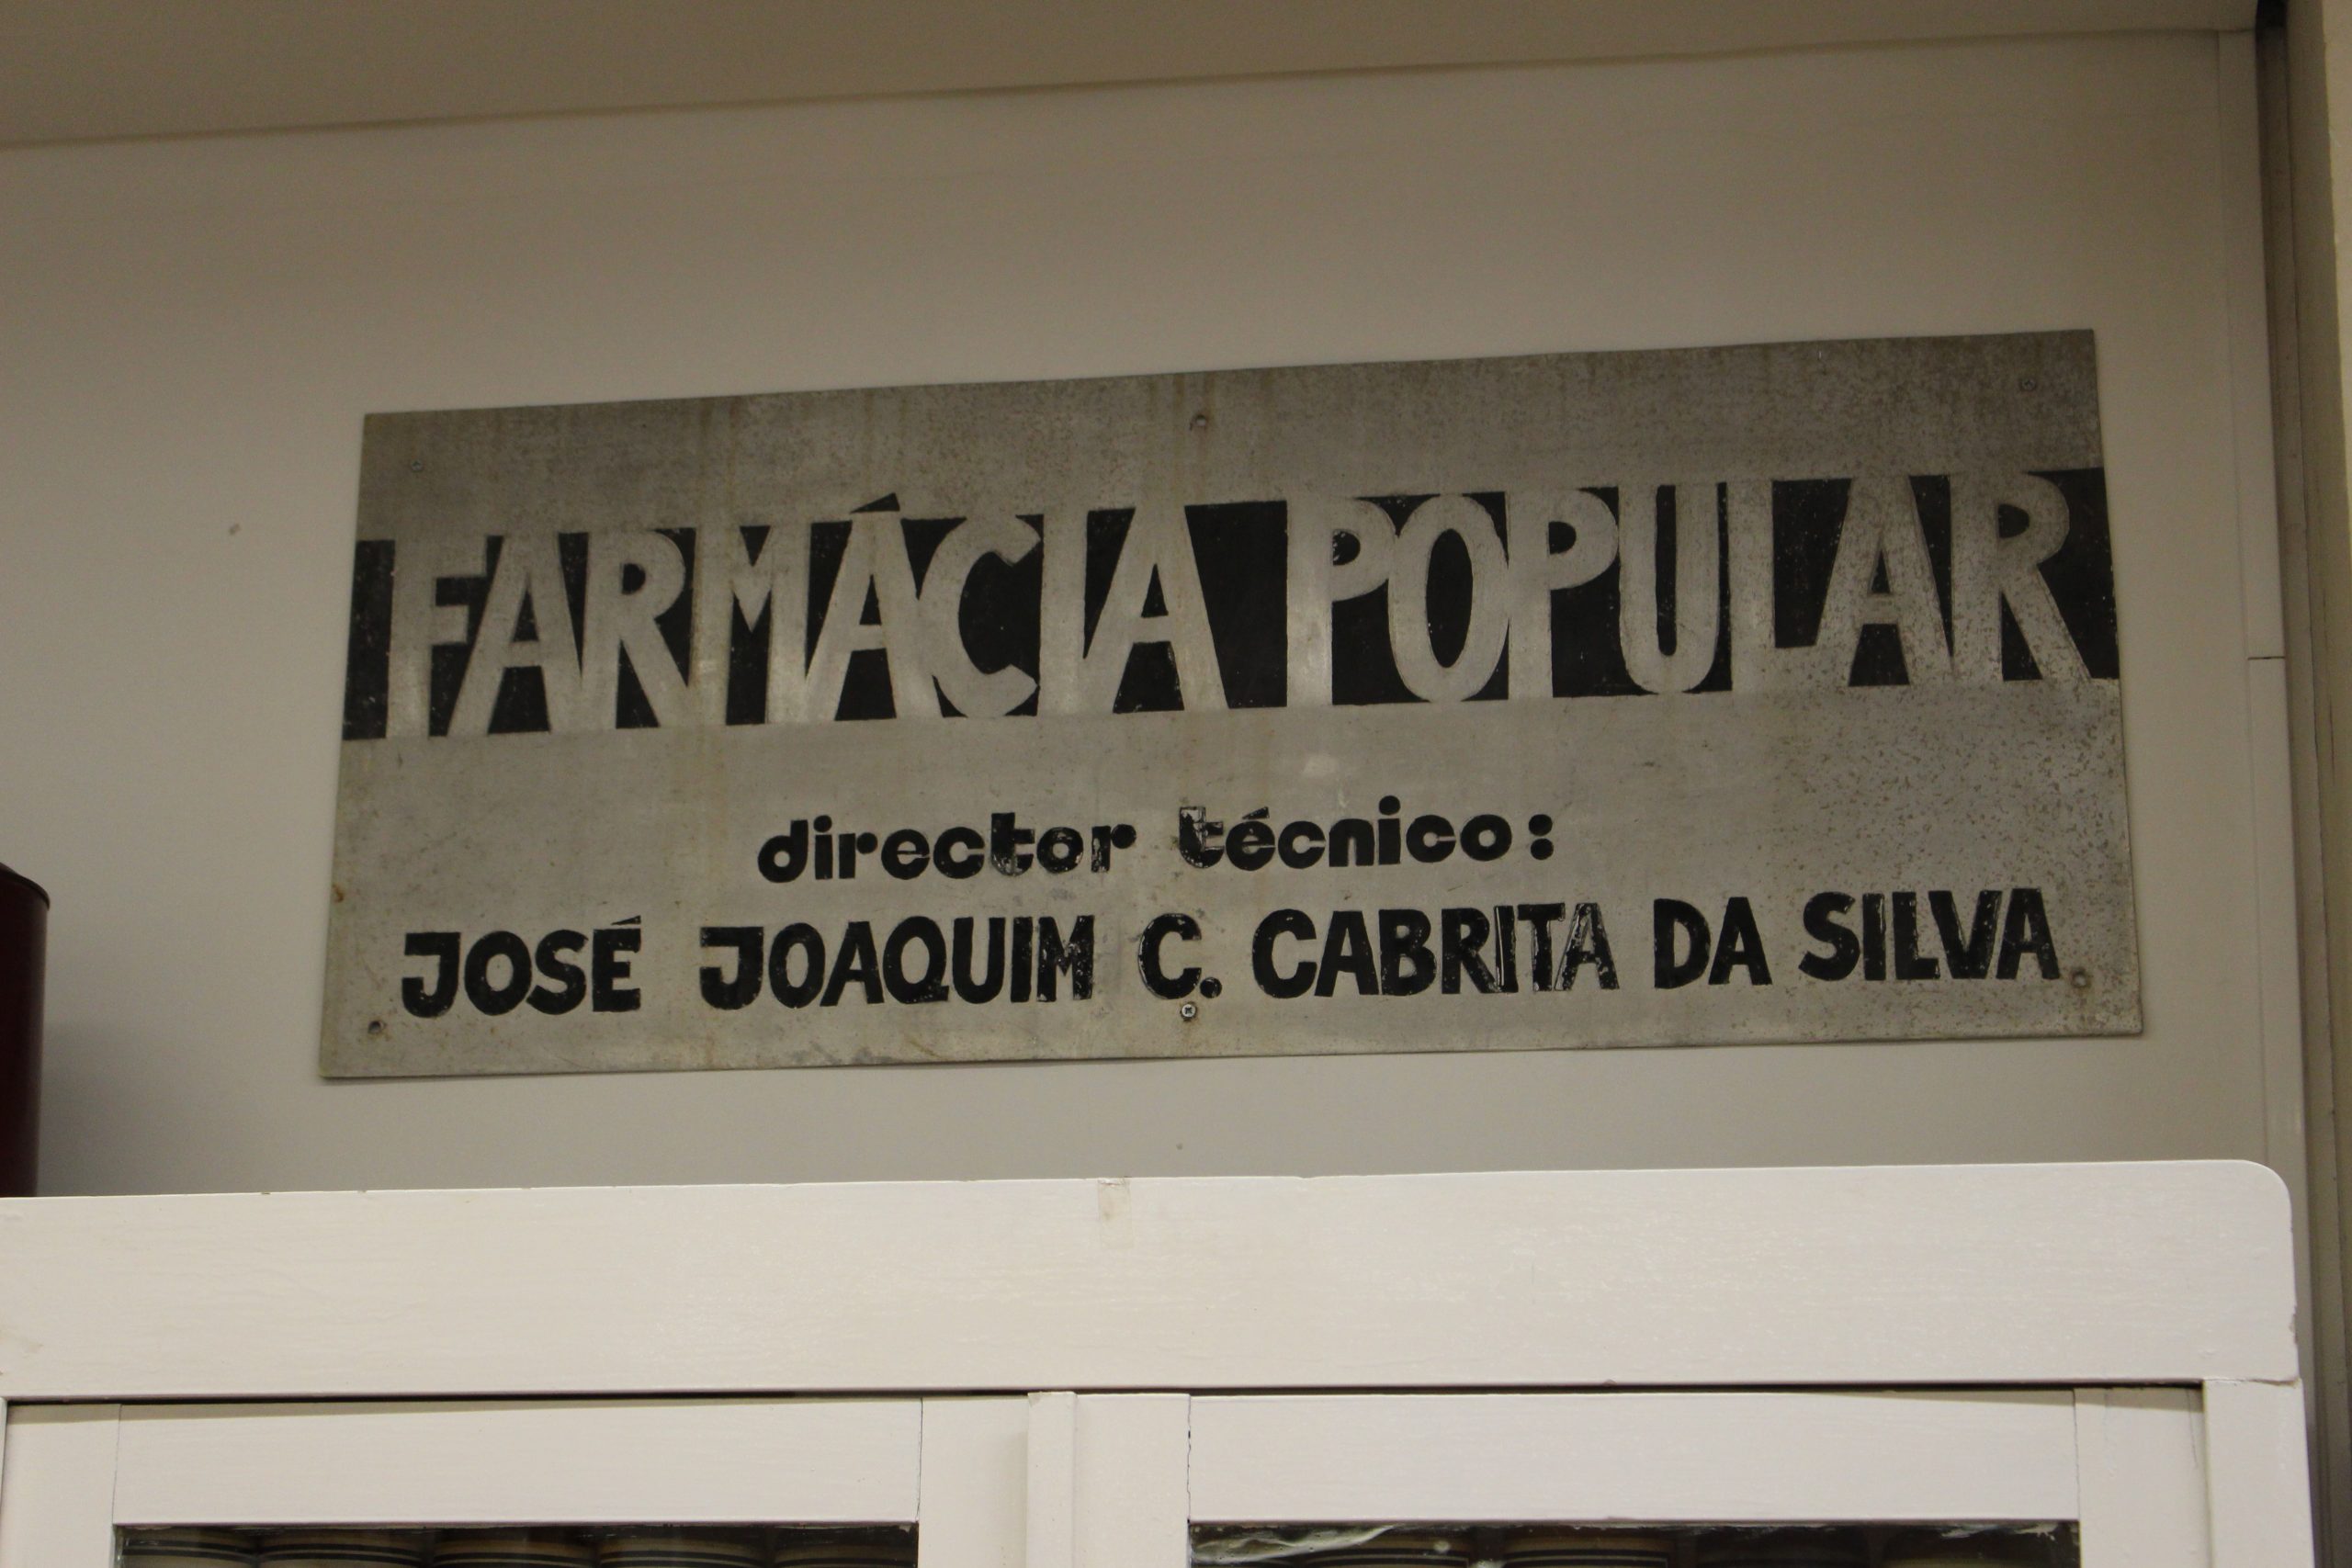 FARMÁCIA POPULAR
director técnico:
JOSÉ JOAQUIM C. CABRITA DA SILVA